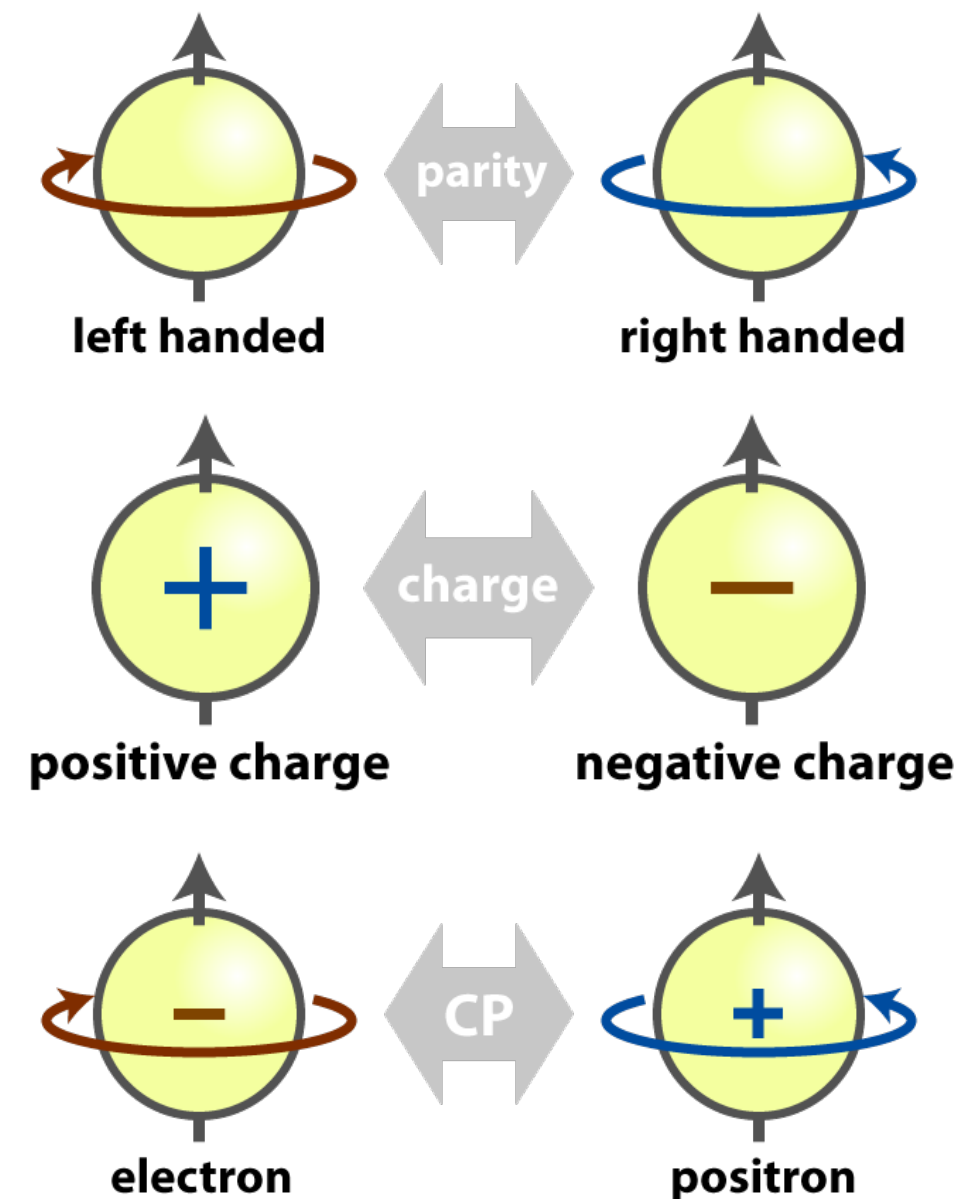 parity
left handed right handed
+ −
charge
positive charge negative charge
− +
CP
electron positron